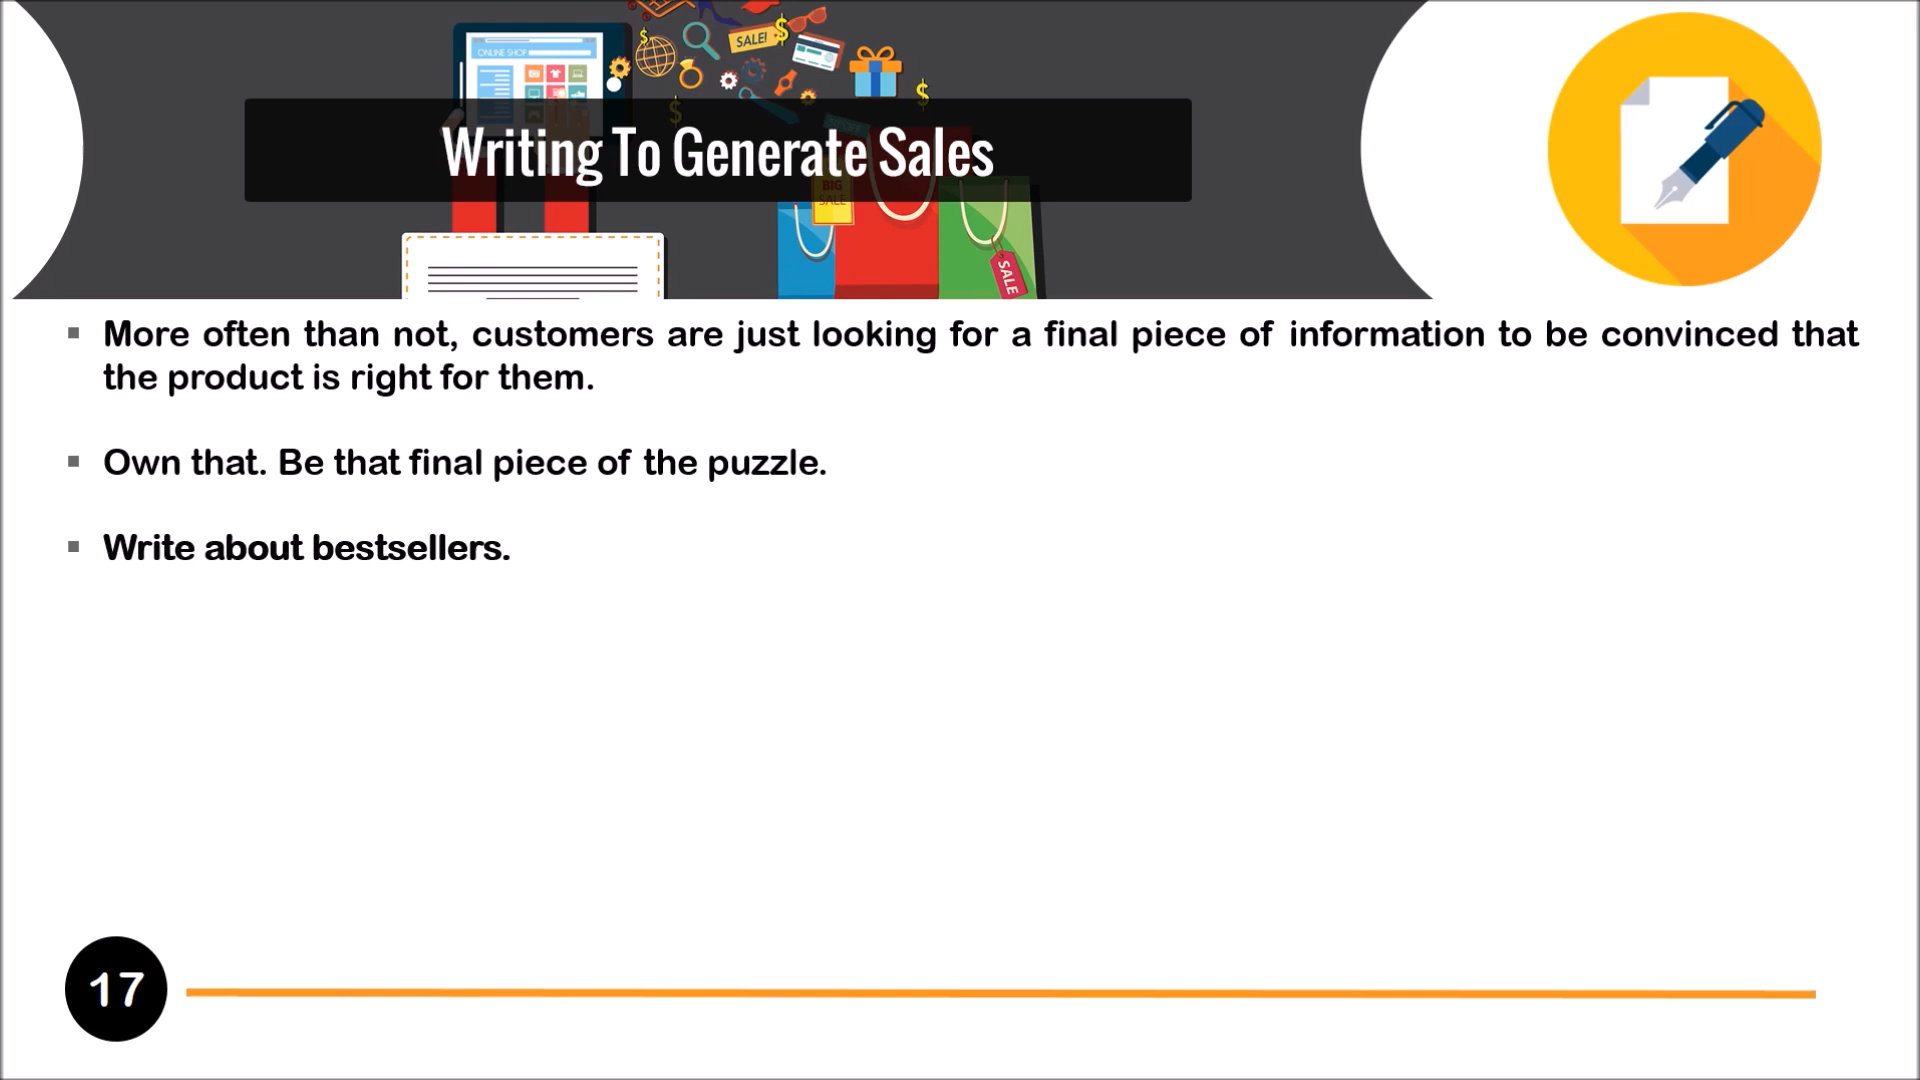 ONLINE SHOP
SALE!
Writing To Generate Sales
BIG
SALE
SALE
▪ More often than not, customers are just looking for a final piece of information to be convinced that
the product is right for them.
▪ Own that. Be that final piece of the puzzle.
▪ Write about bestsellers.
17